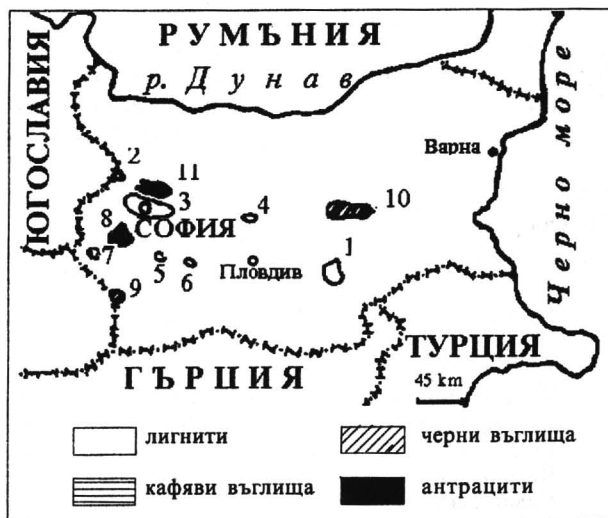 РУМЪНИЯ
р. Дунав
ЮГОСЛАВИЯ
Черно море
Варна
2
11
3
4
10
8
СОФИЯ
7
5
6
Пловдив
1
9
ТУРЦИЯ
ГЪРЦИЯ
45 km
лигнити
черни въглища
кафяви въглища
антрацити